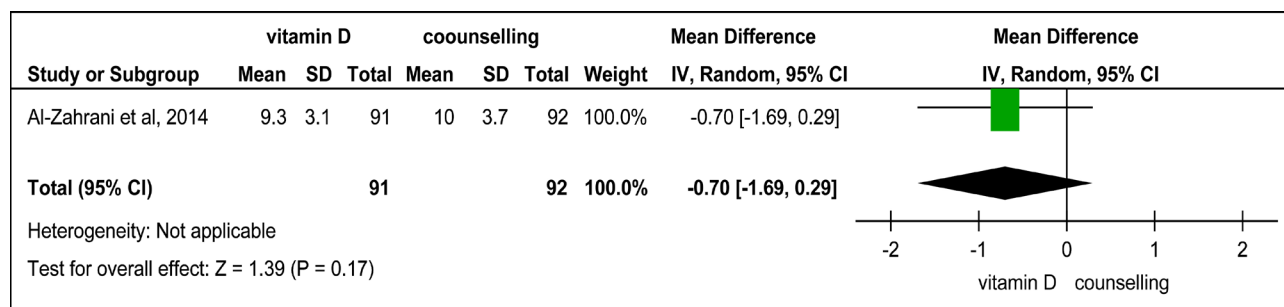 vitamin D coounselling Mean Difference Mean Difference
Study or Subgroup Mean SD Total Mean SD Total Weight IV, Random, 95% CI IV, Random, 95% CI
Al-Zahrani et al, 2014 9.3 3.1 91 10 3.7 92 100.0% -0.70 [-1.69, 0.29]
Total (95% CI) 91 92 100.0% -0.70 [-1.69, 0.29]
Heterogeneity: Not applicable
Test for overall effect: Z = 1.39 (P = 0.17)
-2 -1 0 1 2
vitamin D counselling